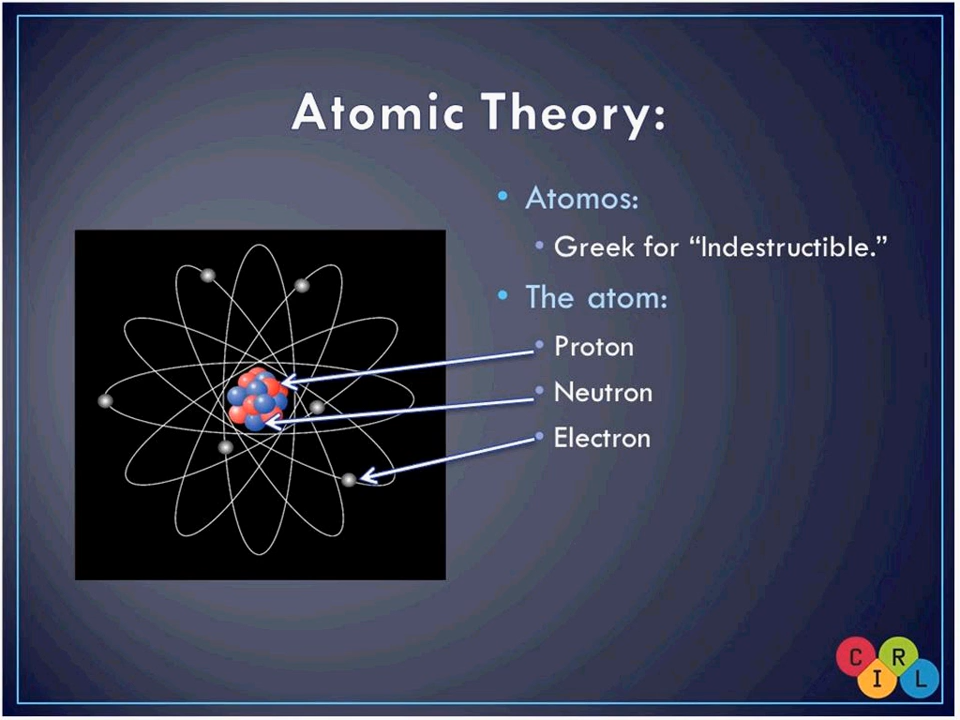 Atomic Theory:
• Atomos:
• Greek for “Indestructible.”
• The atom:
• Proton
• Neutron
• Electron
C R
I L